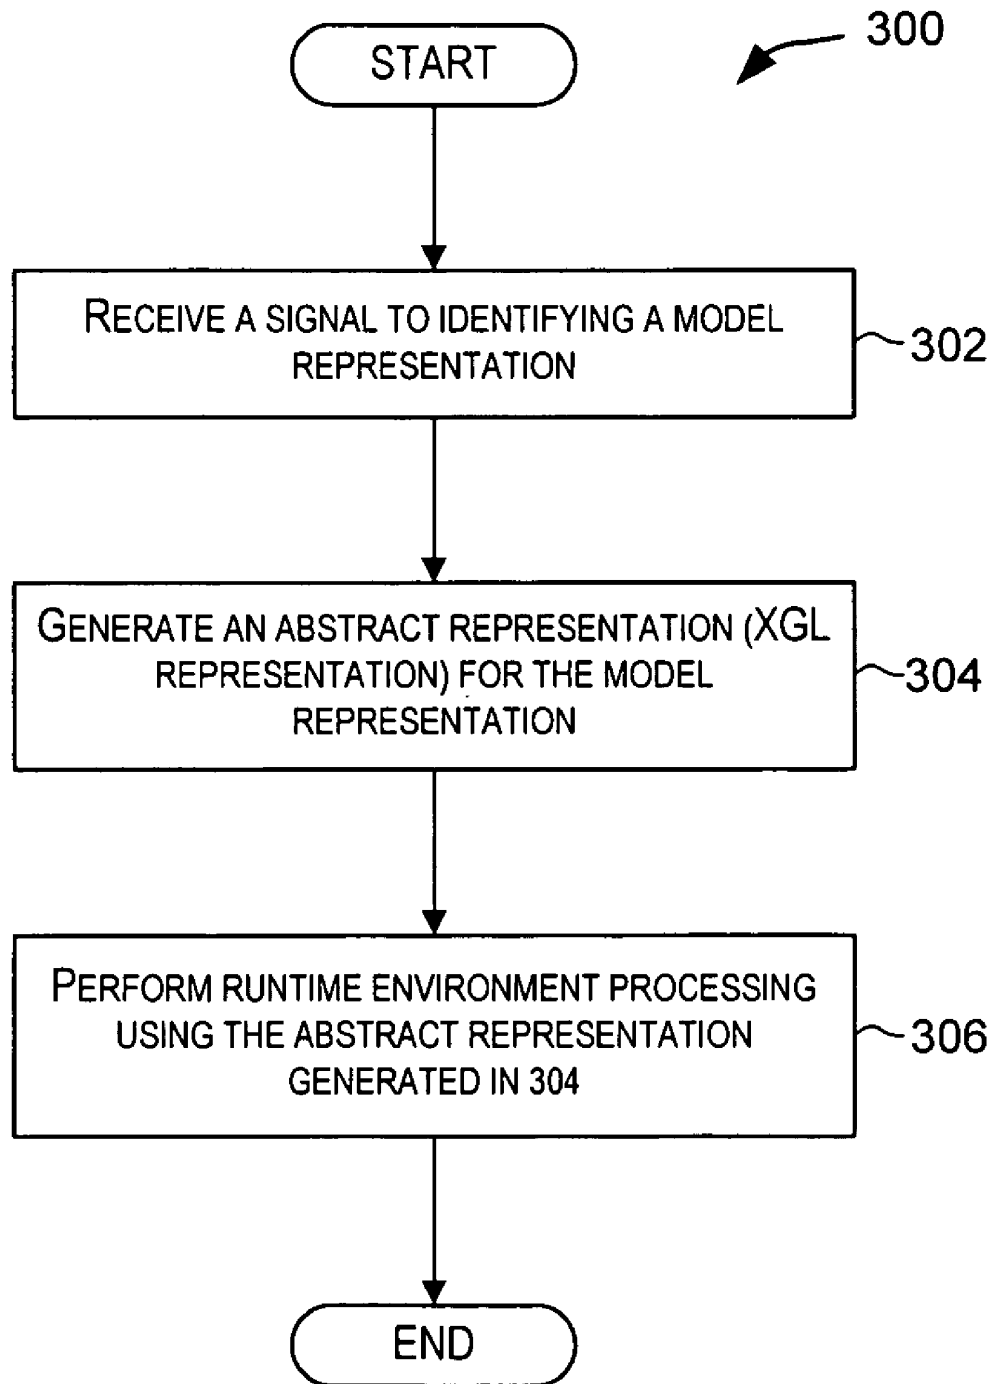 START
300
RECEIVE A SIGNAL TO IDENTIFYING A MODEL
REPRESENTATION
302
GENERATE AN ABSTRACT REPRESENTATION (XGL
REPRESENTATION) FOR THE MODEL
REPRESENTATION
304
PERFORM RUNTIME ENVIRONMENT PROCESSING
USING THE ABSTRACT REPRESENTATION
GENERATED IN 304
306
END